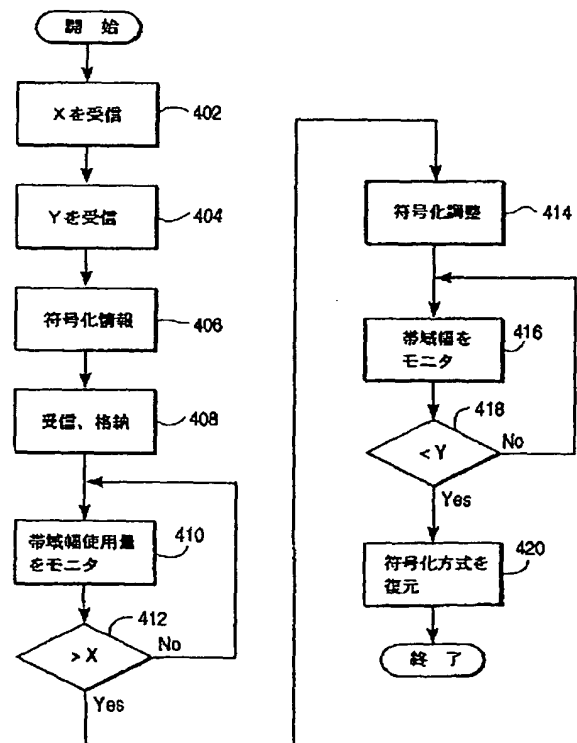 開 始
Xを受信
402
Yを受信
404
符号化情報
406
受信、格納
408
帯域幅使用量
をモニタ
410
412
> X
No
Yes
符号化調整
414
帯域幅を
モニタ
416
418
< Y
No
Yes
符号化方式を
復元
420
終 了